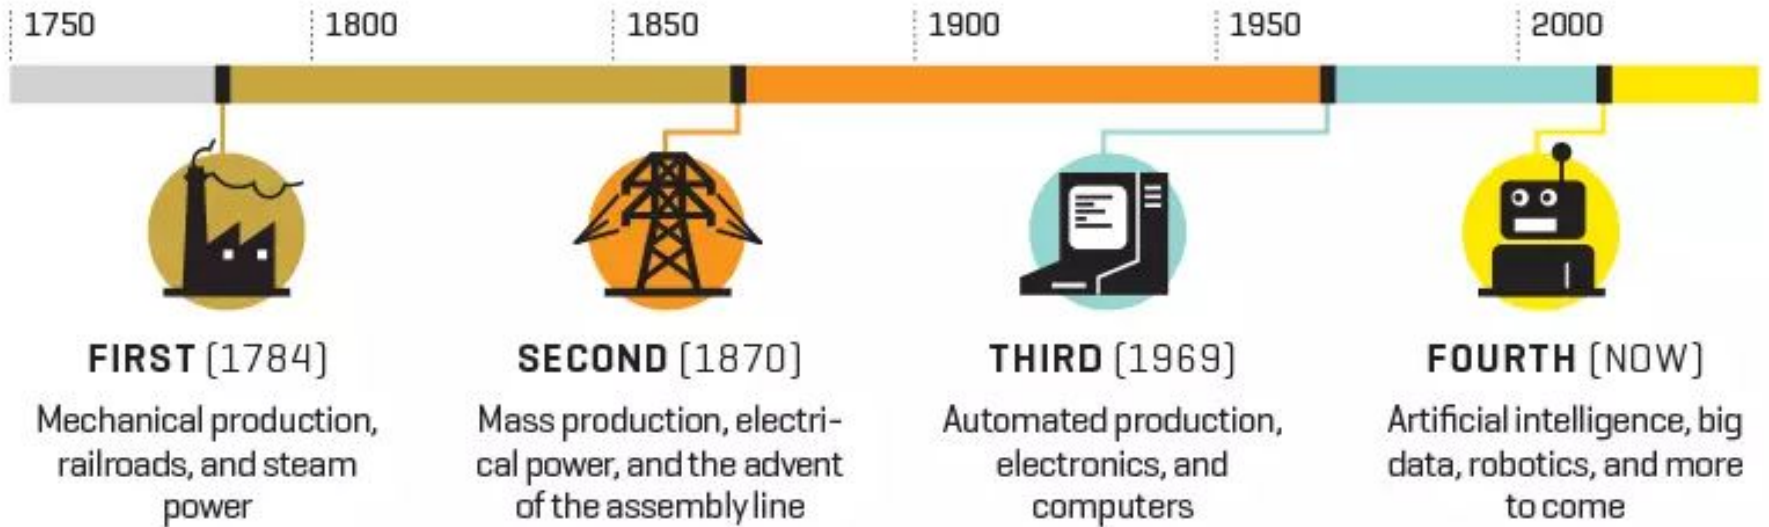 1750
1800
1850
1900
1950
2000
FIRST (1784)
Mechanical production,
railroads, and steam
power
SECOND (1870)
Mass production, electri-
cal power, and the advent
of the assembly line
THIRD (1969)
Automated production,
electronics, and
computers
FOURTH (NOW)
Artificial intelligence, big
data, robotics, and more
to come